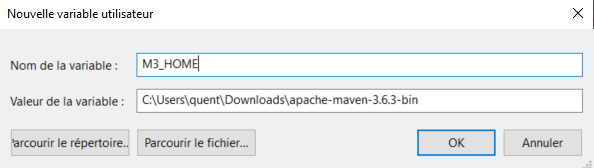 Nouvelle variable utilisateur
Nom de la variable : M3_HOME
Valeur de la variable : C:\Users\quent\Downloads\apache-maven-3.6.3-bin
Parcourir le répertoire... Parcourir le fichier... OK Annuler